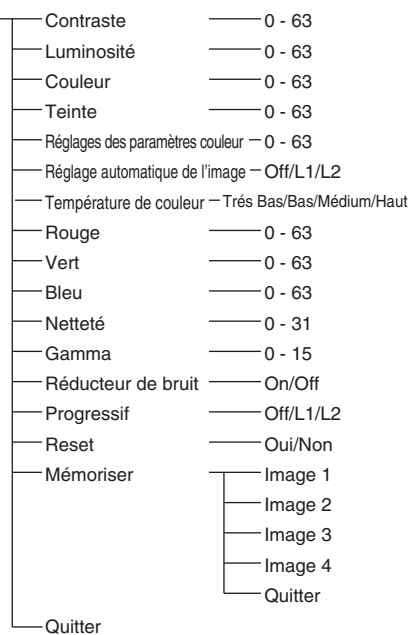 Contraste 0 - 63
Luminosité 0 - 63
Couleur 0 - 63
Teinte 0 - 63
Réglages des paramètres couleur 0 - 63
Réglage automatique de l'image Off/L1/L2
Température de couleur Trés Bas/Bas/Médium/Haut
Rouge 0 - 63
Vert 0 - 63
Bleu 0 - 63
Netteté 0 - 31
Gamma 0 - 15
Réducteur de bruit On/Off
Progressif Off/L1/L2
Reset Oui/Non
Mémoriser Image 1
Image 2
Image 3
Image 4
Quitter
Quitter